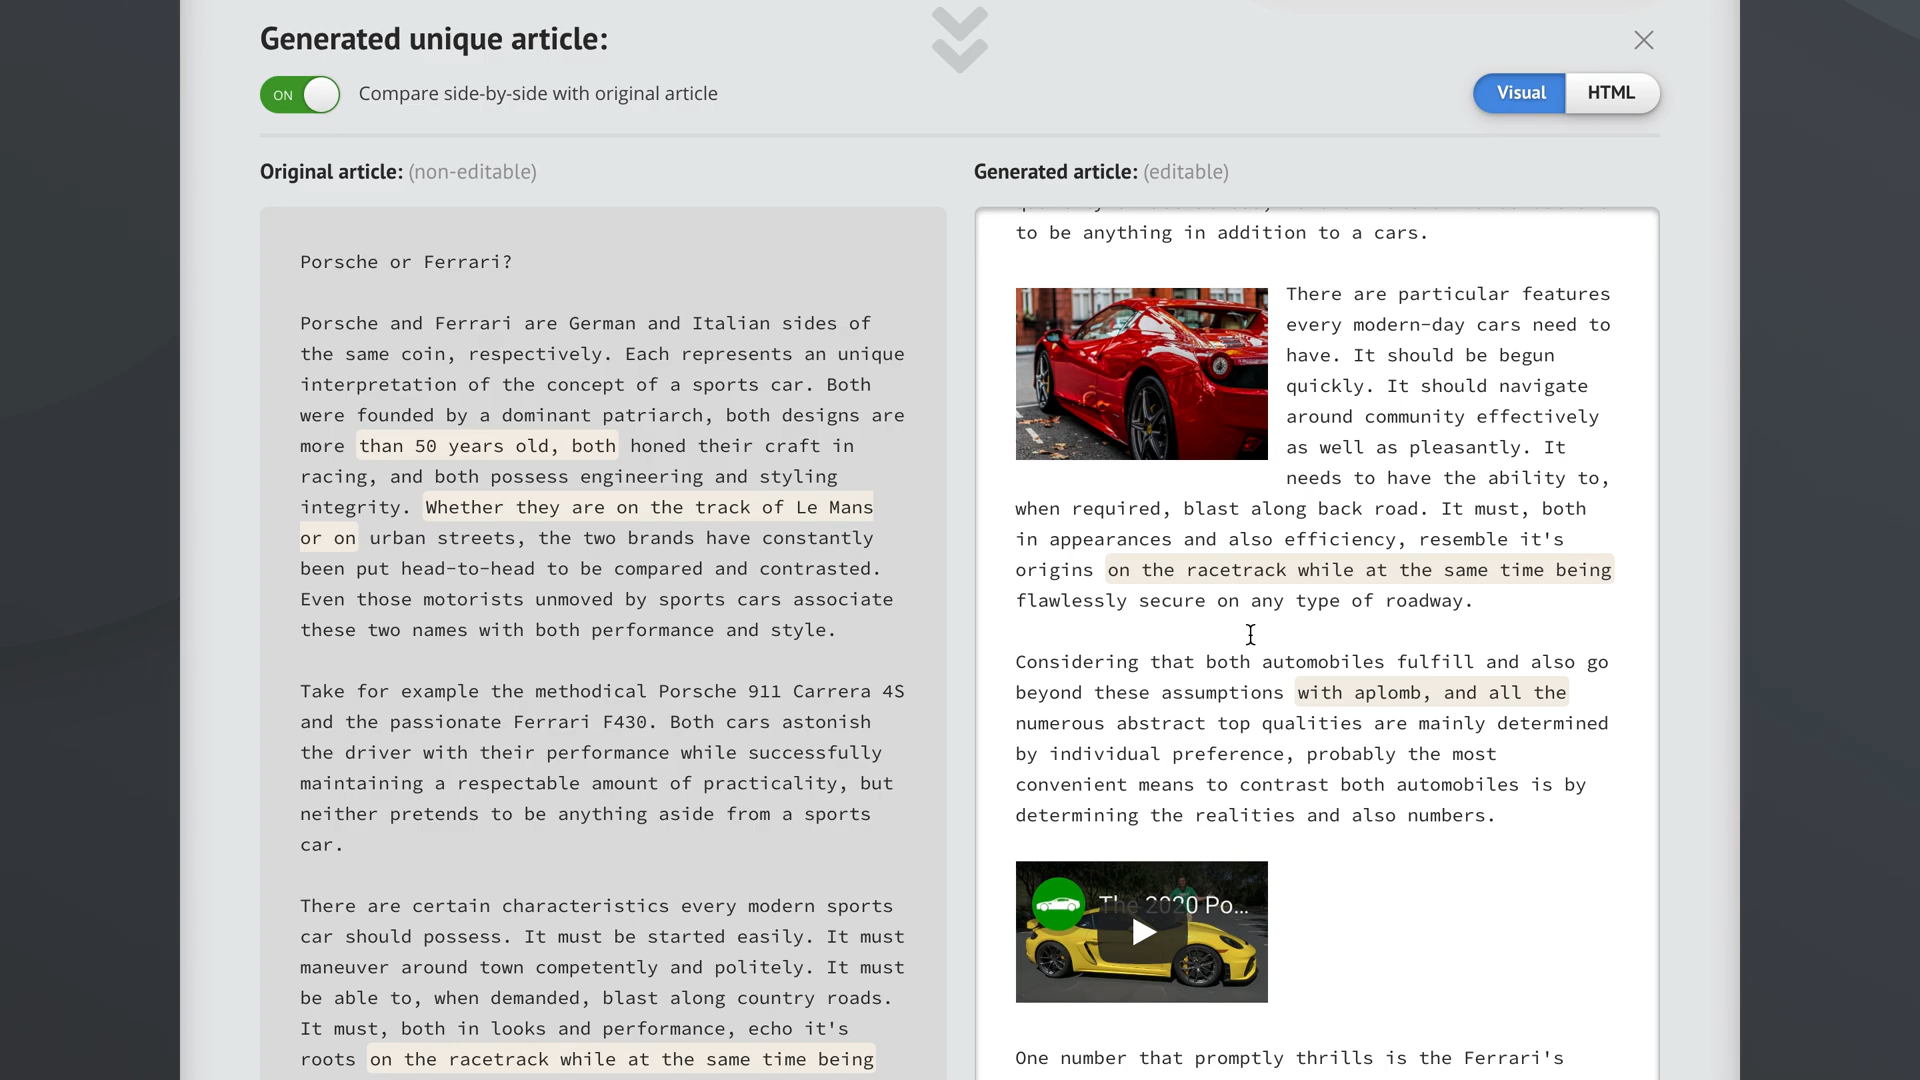 Generated unique article:
ON
Compare side-by-side with original article
Visual
HTML
Original article: (non-editable)
Porsche or Ferrari?
Porsche and Ferrari are German and Italian sides of
the same coin, respectively. Each represents an unique
interpretation of the concept of a sports car. Both
were founded by a dominant patriarch, both designs are
more than 50 years old, both honed their craft in
racing, and both possess engineering and styling
integrity. Whether they are on the track of Le Mans
or on urban streets, the two brands have constantly
been put head-to-head to be compared and contrasted.
Even those motorists unmoved by sports cars associate
these two names with both performance and style.
Take for example the methodical Porsche 911 Carrera 4S
and the passionate Ferrari F430. Both cars astonish
the driver with their performance while successfully
maintaining a respectable amount of practicality, but
neither pretends to be anything aside from a sports
car.
There are certain characteristics every modern sports
car should possess. It must be started easily. It must
maneuver around town competently and politely. It must
be able to, when demanded, blast along country roads.
It must, both in looks and performance, echo it's
roots on the racetrack while at the same time being
Generated article: (editable)
to be anything in addition to a cars.
There are particular features
every modern-day cars need to
have. It should be begun
quickly. It should navigate
around community effectively
as well as pleasantly. It
needs to have the ability to,
when required, blast along back road. It must, both
in appearances and also efficiency, resemble it's
origins on the racetrack while at the same time being
flawlessly secure on any type of roadway.
Considering that both automobiles fulfill and also go
beyond these assumptions with aplomb, and all the
numerous abstract top qualities are mainly determined
by individual preference, probably the most
convenient means to contrast both automobiles is by
determining the realities and also numbers.
The 2020 Po...
One number that promptly thrills is the Ferrari's